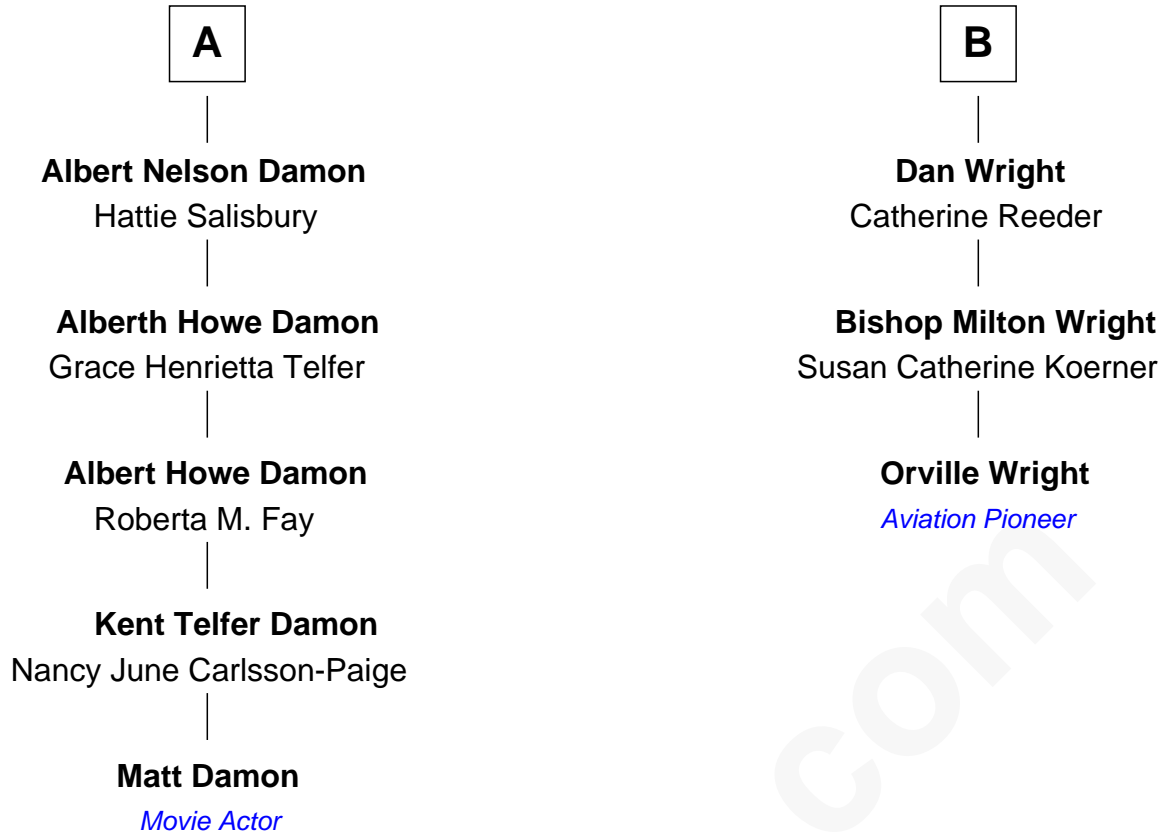 A
Albert Nelson Damon
Hattie Salisbury
Alberth Howe Damon
Grace Henrietta Telfer
Albert Howe Damon
Roberta M. Fay
Kent Telfer Damon
Nancy June Carlsson-Paige
Matt Damon
Movie Actor
B
Dan Wright
Catherine Reeder
Bishop Milton Wright
Susan Catherine Koerner
Orville Wright
Aviation Pioneer
com